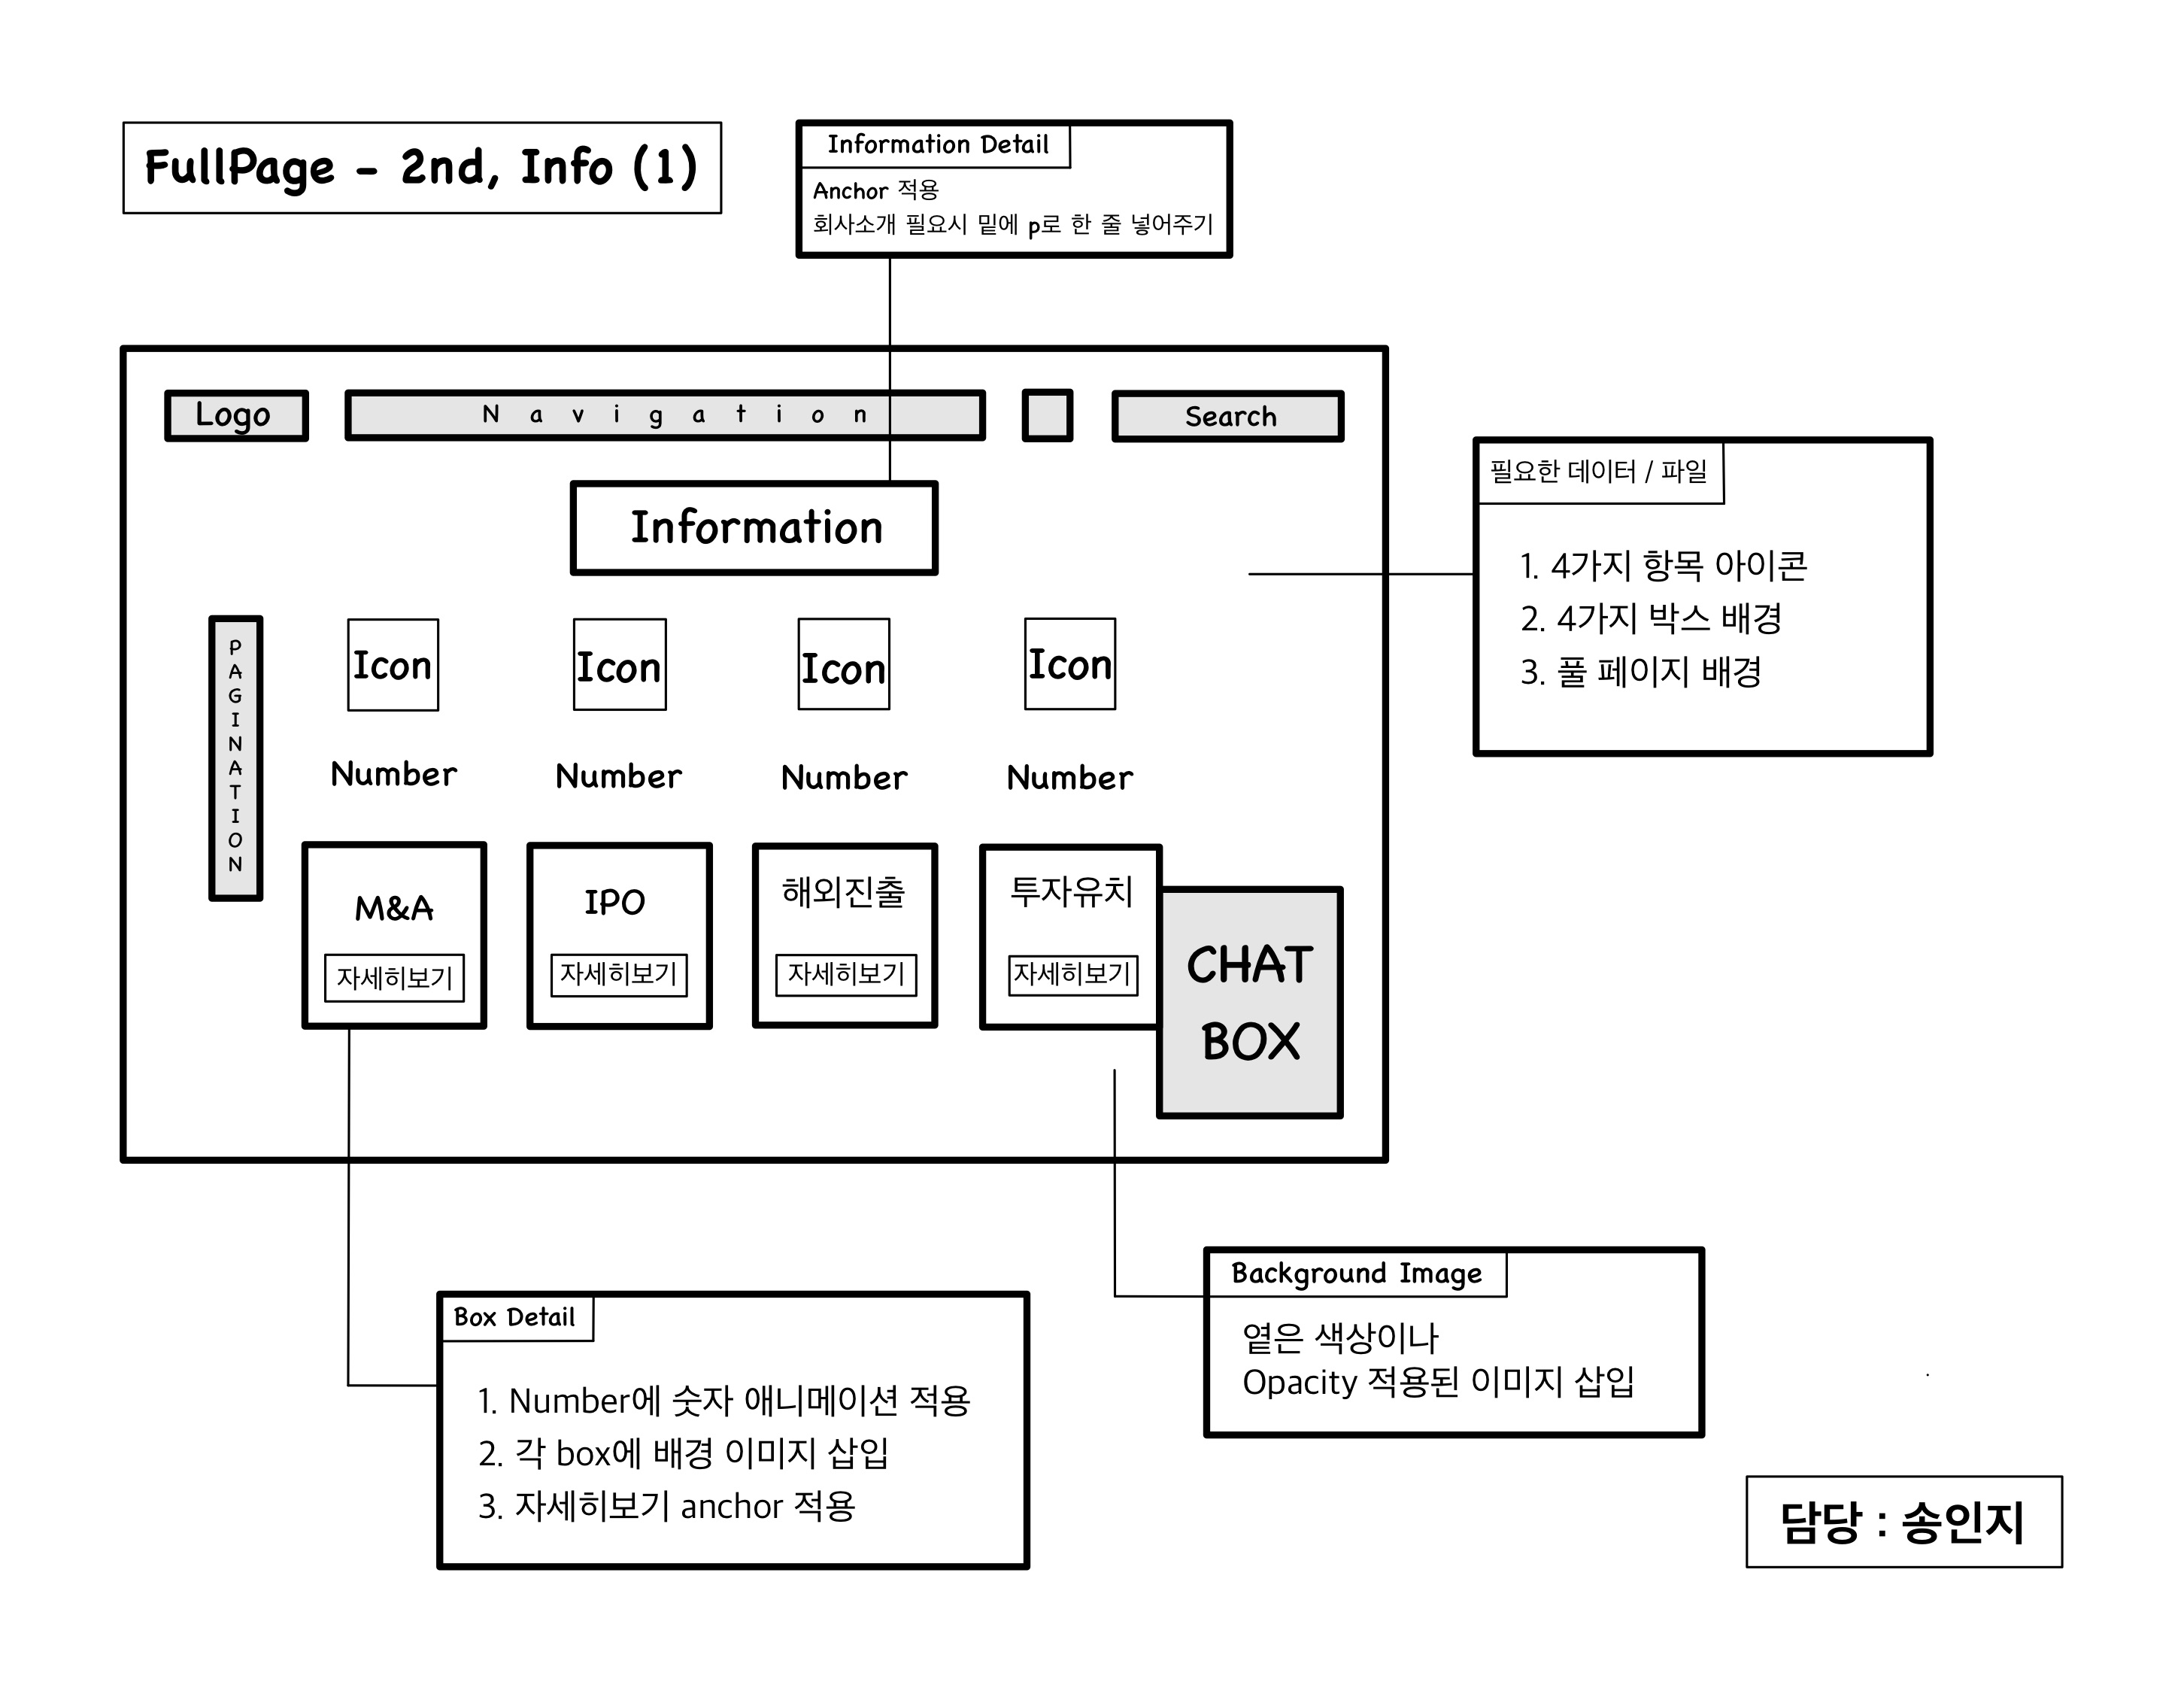 FullPage - 2nd, Info (1)
Information Detail
Anchor 적용
회사소개 필요시 밑에 p로 한 줄 넣어주기
Logo
Navigation
Search
Information
필요한 데이터 / 파일
1. 4가지 항목 아이콘
2. 4가지 박스 배경
3. 풀 페이지 배경
PAGINATION
Icon
Icon
Icon
Icon
Number
Number
Number
Number
M&A
IPO
해외진출
투자유치
자세히보기
자세히보기
자세히보기
자세히보기
CHAT
BOX
Background Image
옅은 색상이나
Opacity 적용된 이미지 삽입
Box Detail
1. Number에 숫자 애니메이션 적용
2. 각 box에 배경 이미지 삽입
3. 자세히보기 anchor 적용
담당 : 송인지